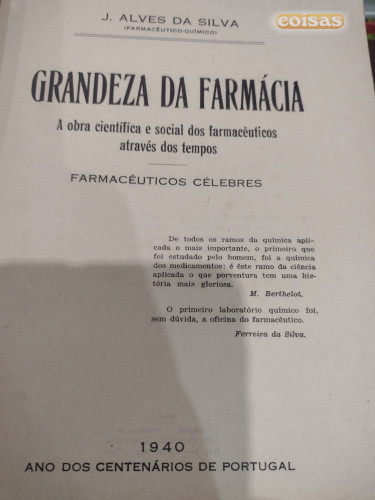 coisas
J. ALVES DA SILVA
(FARMACÊUTICO-QUÍMICO)
GRANDEZA DA FARMÁCIA
A obra científica e social dos farmacêuticos
através dos tempos
FARMACÊUTICOS CÉLEBRES
De todos os ramos da química apli-
cada o mais importante, o primeiro que
foi estudado pelo homem, foi a química
dos medicamentos: é êste ramo da ciência
aplicada o que porventura tem uma his-
tória mais gloriosa.
M. Berthelot.
O primeiro laboratório químico foi,
sem dúvida, a oficina do farmacêutico.
Ferreira da Silva.
1940
ANO DOS CENTENÁRIOS DE PORTUGAL